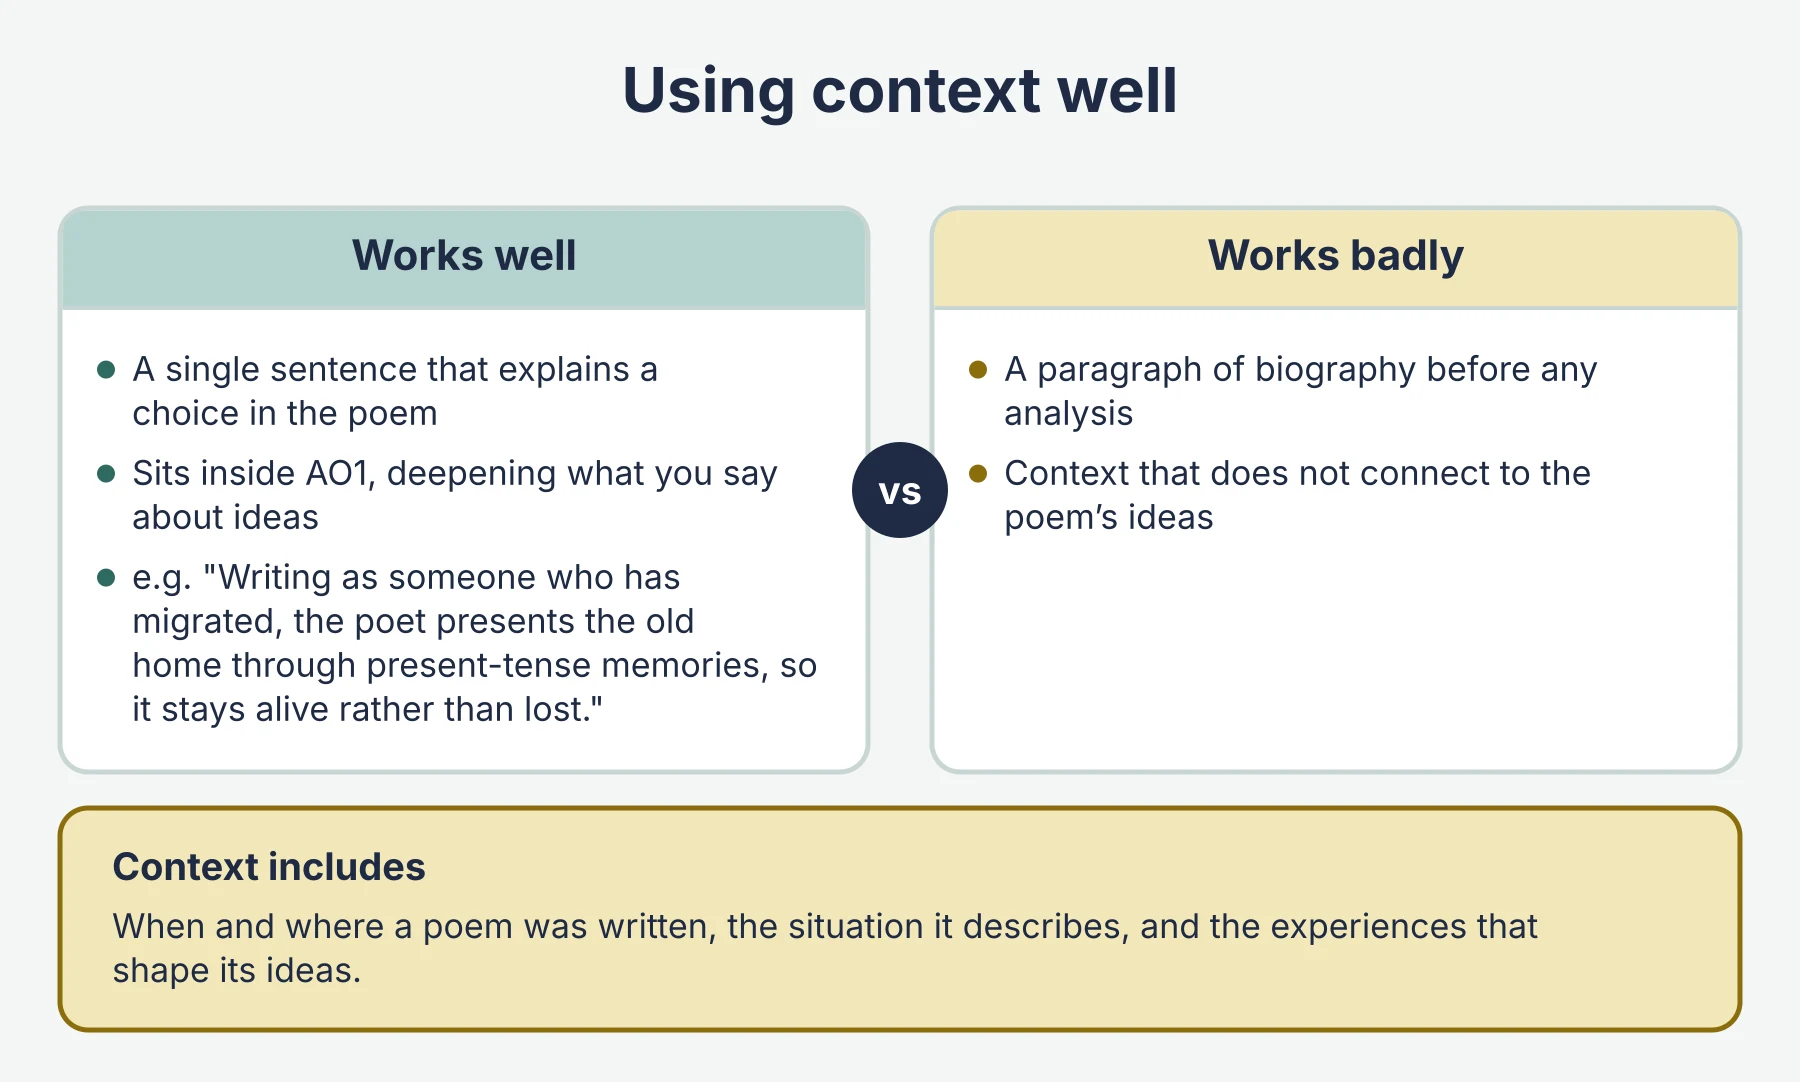 Using context well
Works well
A single sentence that explains a
choice in the poem
Sits inside AO1, deepening what you say
about ideas
e.g. "Writing as someone who has
migrated, the poet presents the old
home through present-tense memories, so
it stays alive rather than lost."
vs
Works badly
A paragraph of biography before any
analysis
Context that does not connect to the
poem’s ideas
Context includes
When and where a poem was written, the situation it describes, and the experiences that
shape its ideas.